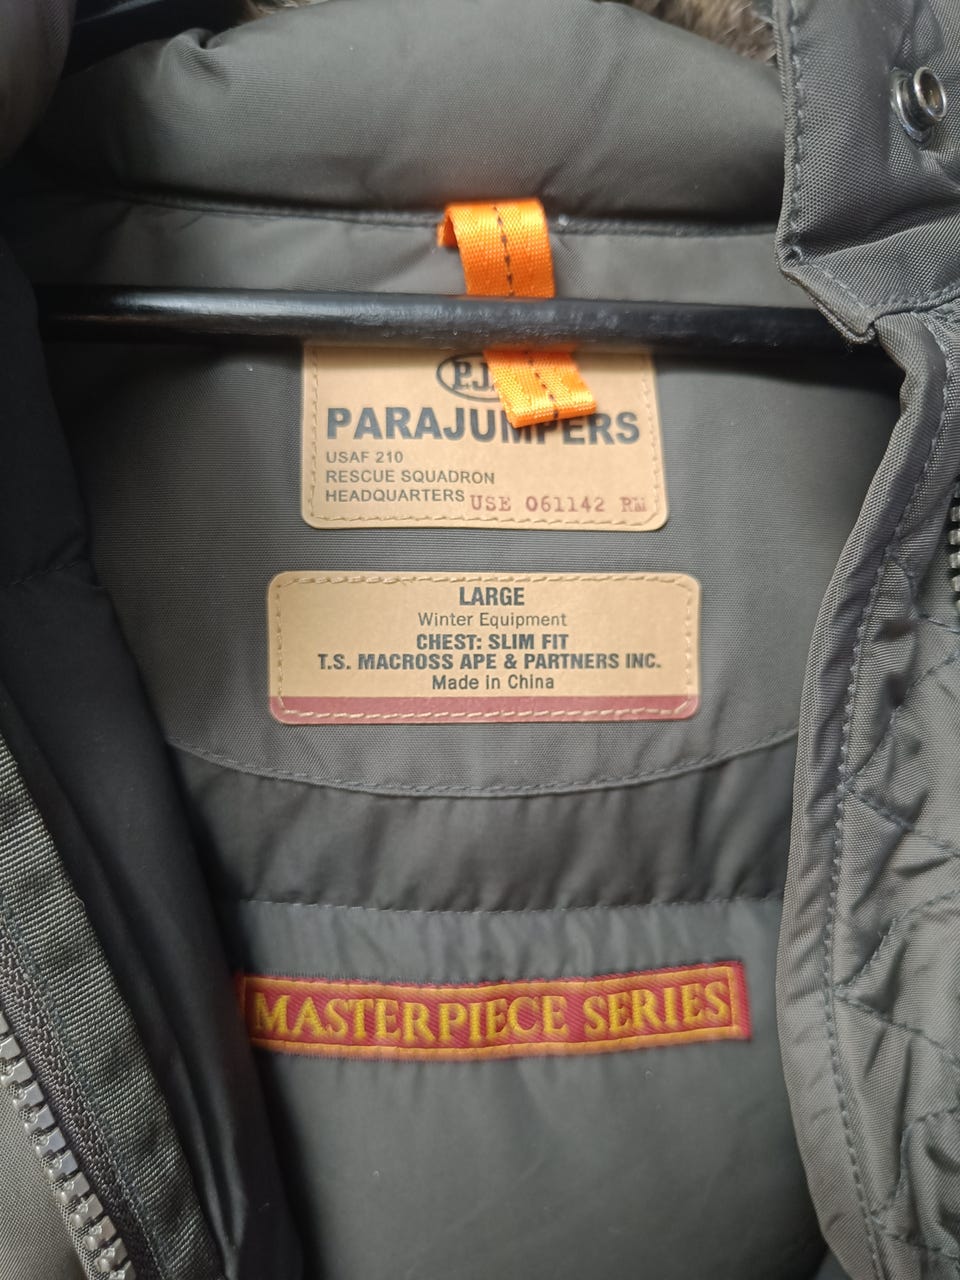 P.J.
PARAJUMPERS
USAF 210
RESCUE SQUADRON
HEADQUARTERS USE 061142 RM
LARGE
Winter Equipment
CHEST: SLIM FIT
T.S. MACROSS APE & PARTNERS INC.
Made in China
MASTERPIECE SERIES